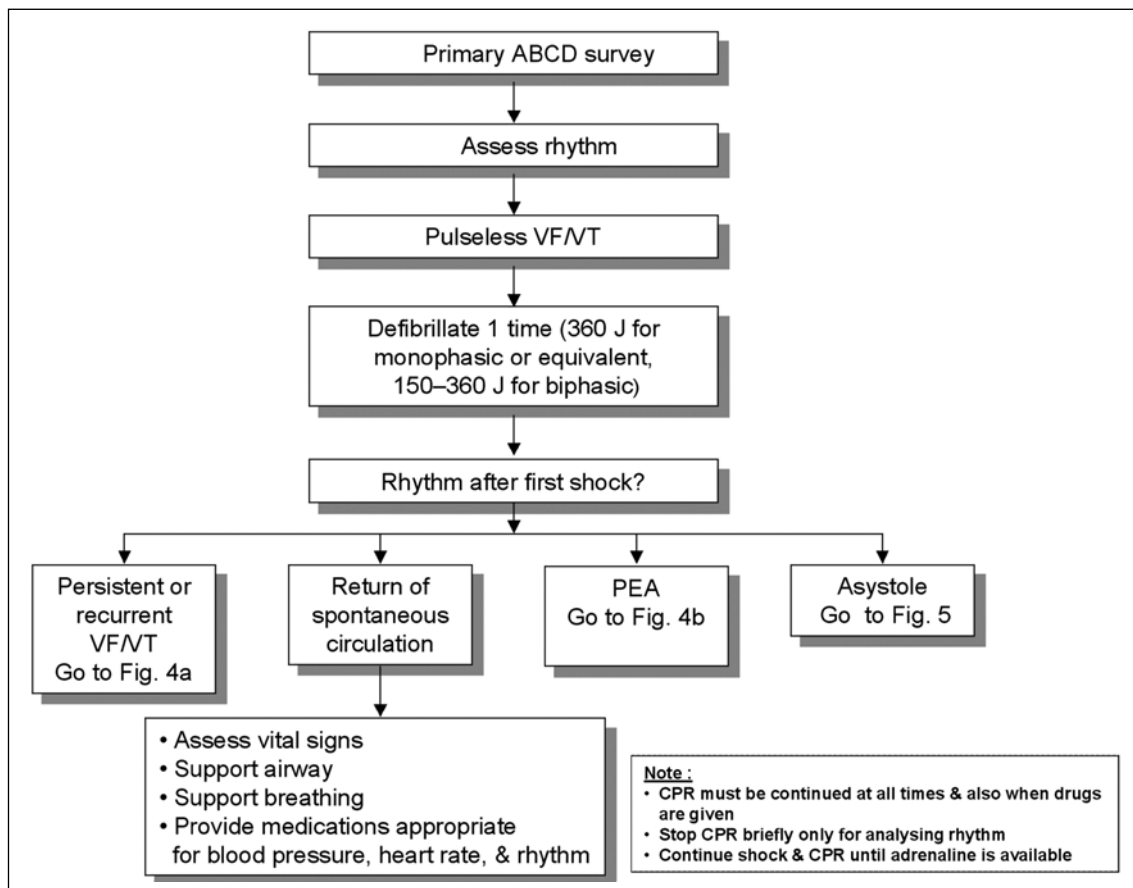 Primary ABCD survey
Assess rhythm
Pulseless VF/VT
Defibrillate 1 time (360 J for
monophasic or equivalent,
150–360 J for biphasic)
Rhythm after first shock?
Persistent or
recurrent
VF/VT
Go to Fig. 4a
Return of
spontaneous
circulation
PEA
Go to Fig. 4b
Asystole
Go to Fig. 5
• Assess vital signs
• Support airway
• Support breathing
• Provide medications appropriate
for blood pressure, heart rate, & rhythm
Note :
• CPR must be continued at all times & also when drugs
are given
• Stop CPR briefly only for analysing rhythm
• Continue shock & CPR until adrenaline is available